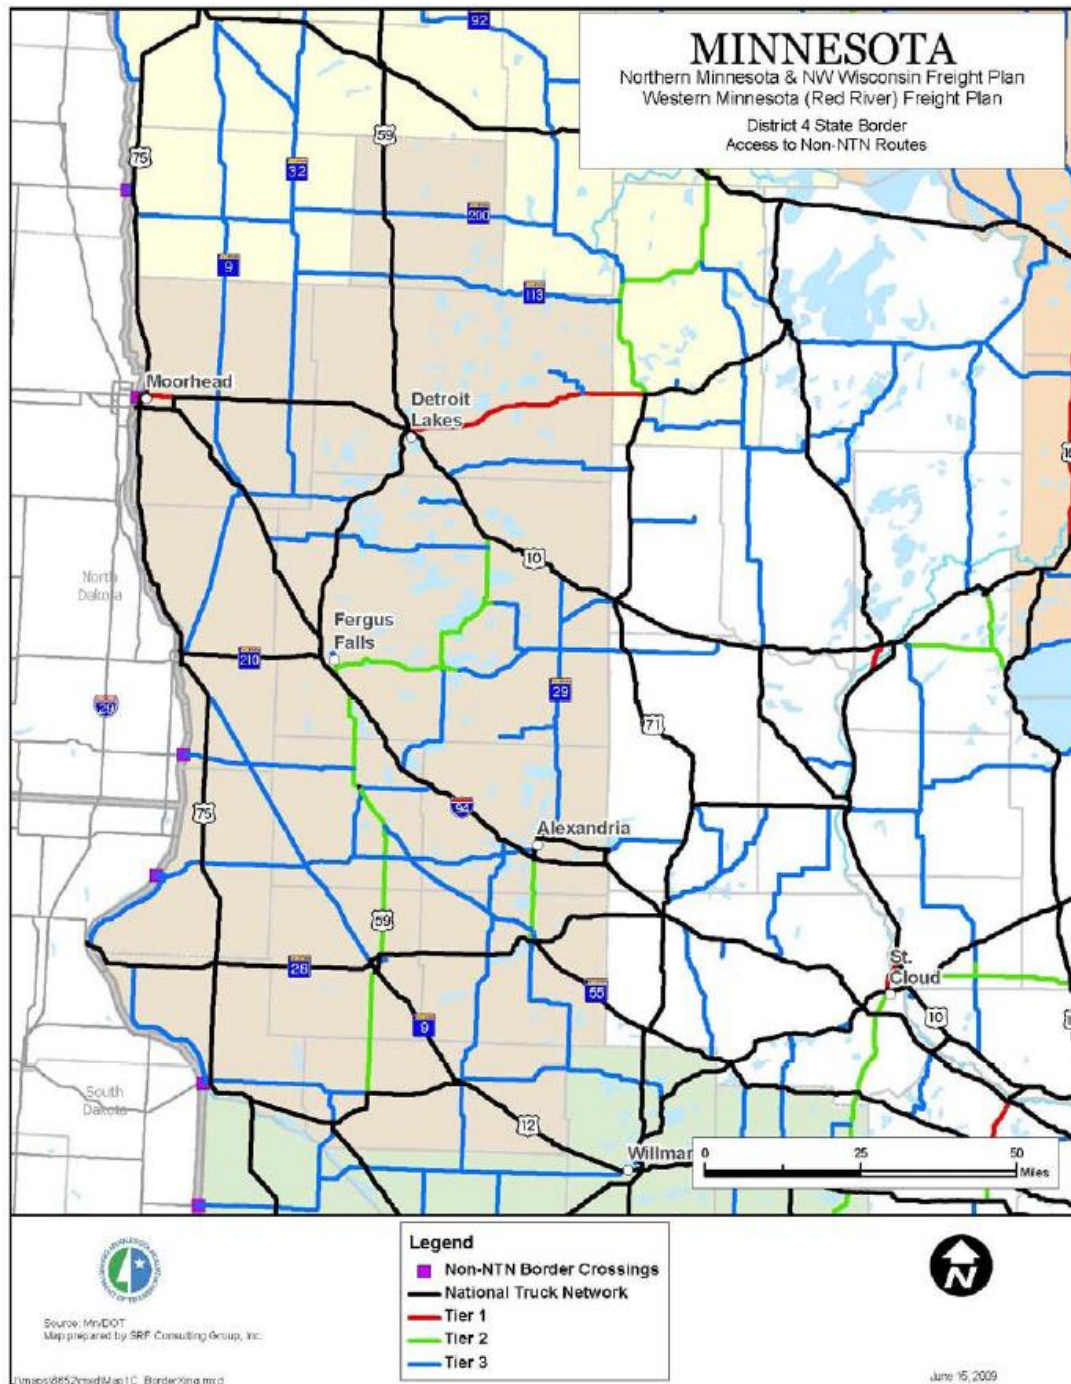 MINNESOTA
Northern Minnesota & NW Wisconsin Freight Plan
Western Minnesota (Red River) Freight Plan
District 4 State Border
Access to Non-NTN Routes
92
59
75
32
200
9
113
Moorhead
Detroit
Lakes
10
North
Dakota
Fergus
Falls
210
29
29
71
75
94
Alexandria
59
28
55
St.
Cloud
9
10
South
Dakota
12
Willmar
0
25
50
Miles
Legend
Non-NTN Border Crossings
National Truck Network
Tier 1
Tier 2
Tier 3
N
Source: Mn/DOT
Map prepared by SRF Consulting Group, Inc.
June 15, 2009